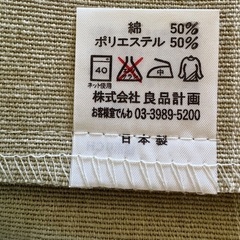 綿 50%
ポリエステル 50%
40 中
ネット使用
株式会社 良品計画
お客様室でんわ 03-3989-5200
日本製